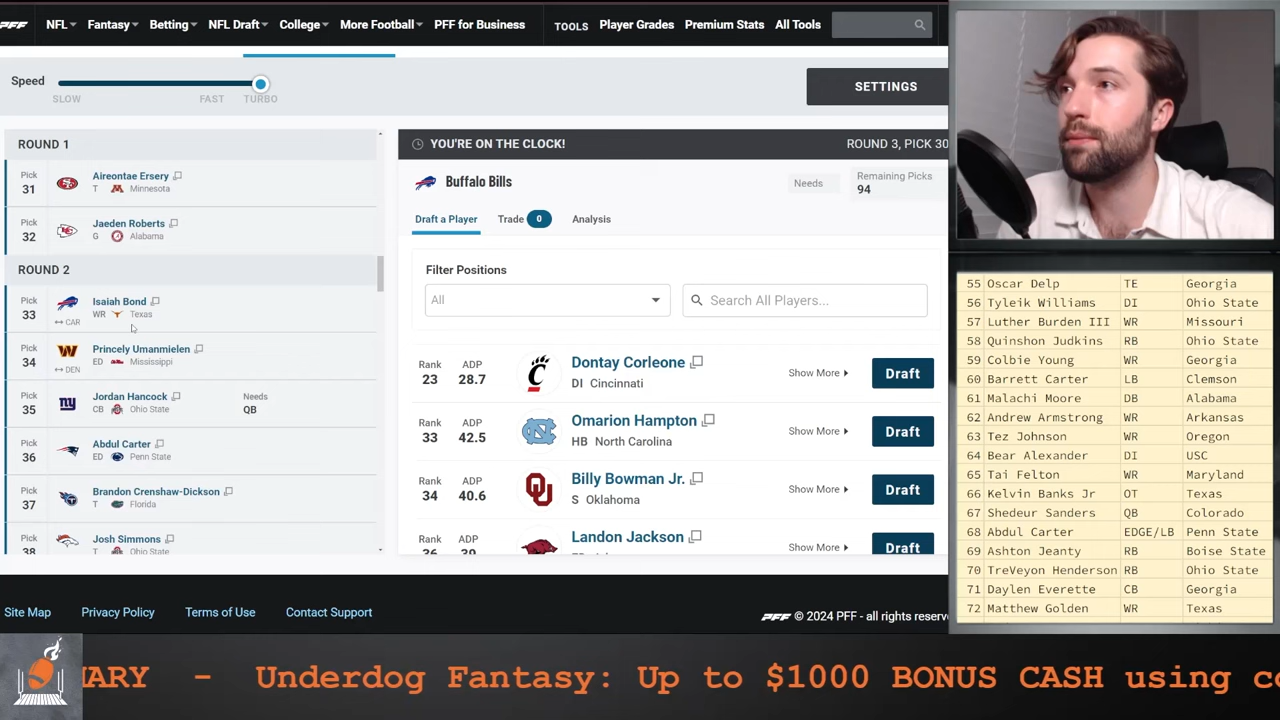 PFF NFL Fantasy Betting NFL Draft College More Football PFF for Business TOOLS Player Grades Premium Stats All Tools
Speed
SLOW FAST TURBO
SETTINGS
ROUND 1
Pick 31 Aireontae Ersery
T Minnesota
Pick 32 Jaeden Roberts
G Alabama
ROUND 2
Pick 33 Isaiah Bond
↔ CAR WR Texas
Pick 34 Princely Umanmielen
↔ DEN ED Mississippi
Pick 35 Jordan Hancock
CB Ohio State
Needs
QB
Pick 36 Abdul Carter
ED Penn State
Pick 37 Brandon Crenshaw-Dickson
T Florida
Pick 38 Josh Simmons
T Ohio State
YOU'RE ON THE CLOCK! ROUND 3, PICK 30
Buffalo Bills
Needs
Remaining Picks
94
Draft a Player Trade 0 Analysis
Filter Positions
All
Search All Players...
Rank 23 ADP 28.7 Dontay Corleone
DI Cincinnati
Show More Draft
Rank 33 ADP 42.5 Omarion Hampton
HB North Carolina
Show More Draft
Rank 34 ADP 40.6 Billy Bowman Jr.
S Oklahoma
Show More Draft
Rank 36 ADP 39 Landon Jackson
Show More Draft
Site Map Privacy Policy Terms of Use Contact Support
PFF © 2024 PFF - all rights reserv
55 Oscar Delp TE Georgia
56 Tyleik Williams DI Ohio State
57 Luther Burden III WR Missouri
58 Quinshon Judkins RB Ohio State
59 Colbie Young WR Georgia
60 Barrett Carter LB Clemson
61 Malachi Moore DB Alabama
62 Andrew Armstrong WR Arkansas
63 Tez Johnson WR Oregon
64 Bear Alexander DI USC
65 Tai Felton WR Maryland
66 Kelvin Banks Jr OT Texas
67 Shedeur Sanders QB Colorado
68 Abdul Carter EDGE/LB Penn State
69 Ashton Jeanty RB Boise State
70 TreVeyon Henderson RB Ohio State
71 Daylen Everette CB Georgia
72 Matthew Golden WR Texas
MARY - Underdog Fantasy: Up to $1000 BONUS CASH using co